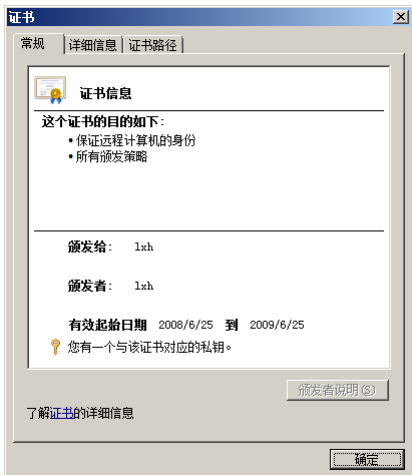 证书
常规 详细信息 证书路径
证书信息
这个证书的目的如下:
•保证远程计算机的身份
•所有颁发策略
颁发给: lxh
颁发者: lxh
有效起始日期 2008/6/25 到 2009/6/25
您有一个与该证书对应的私钥。
颁发者说明(S)
了解证书的详细信息
确定